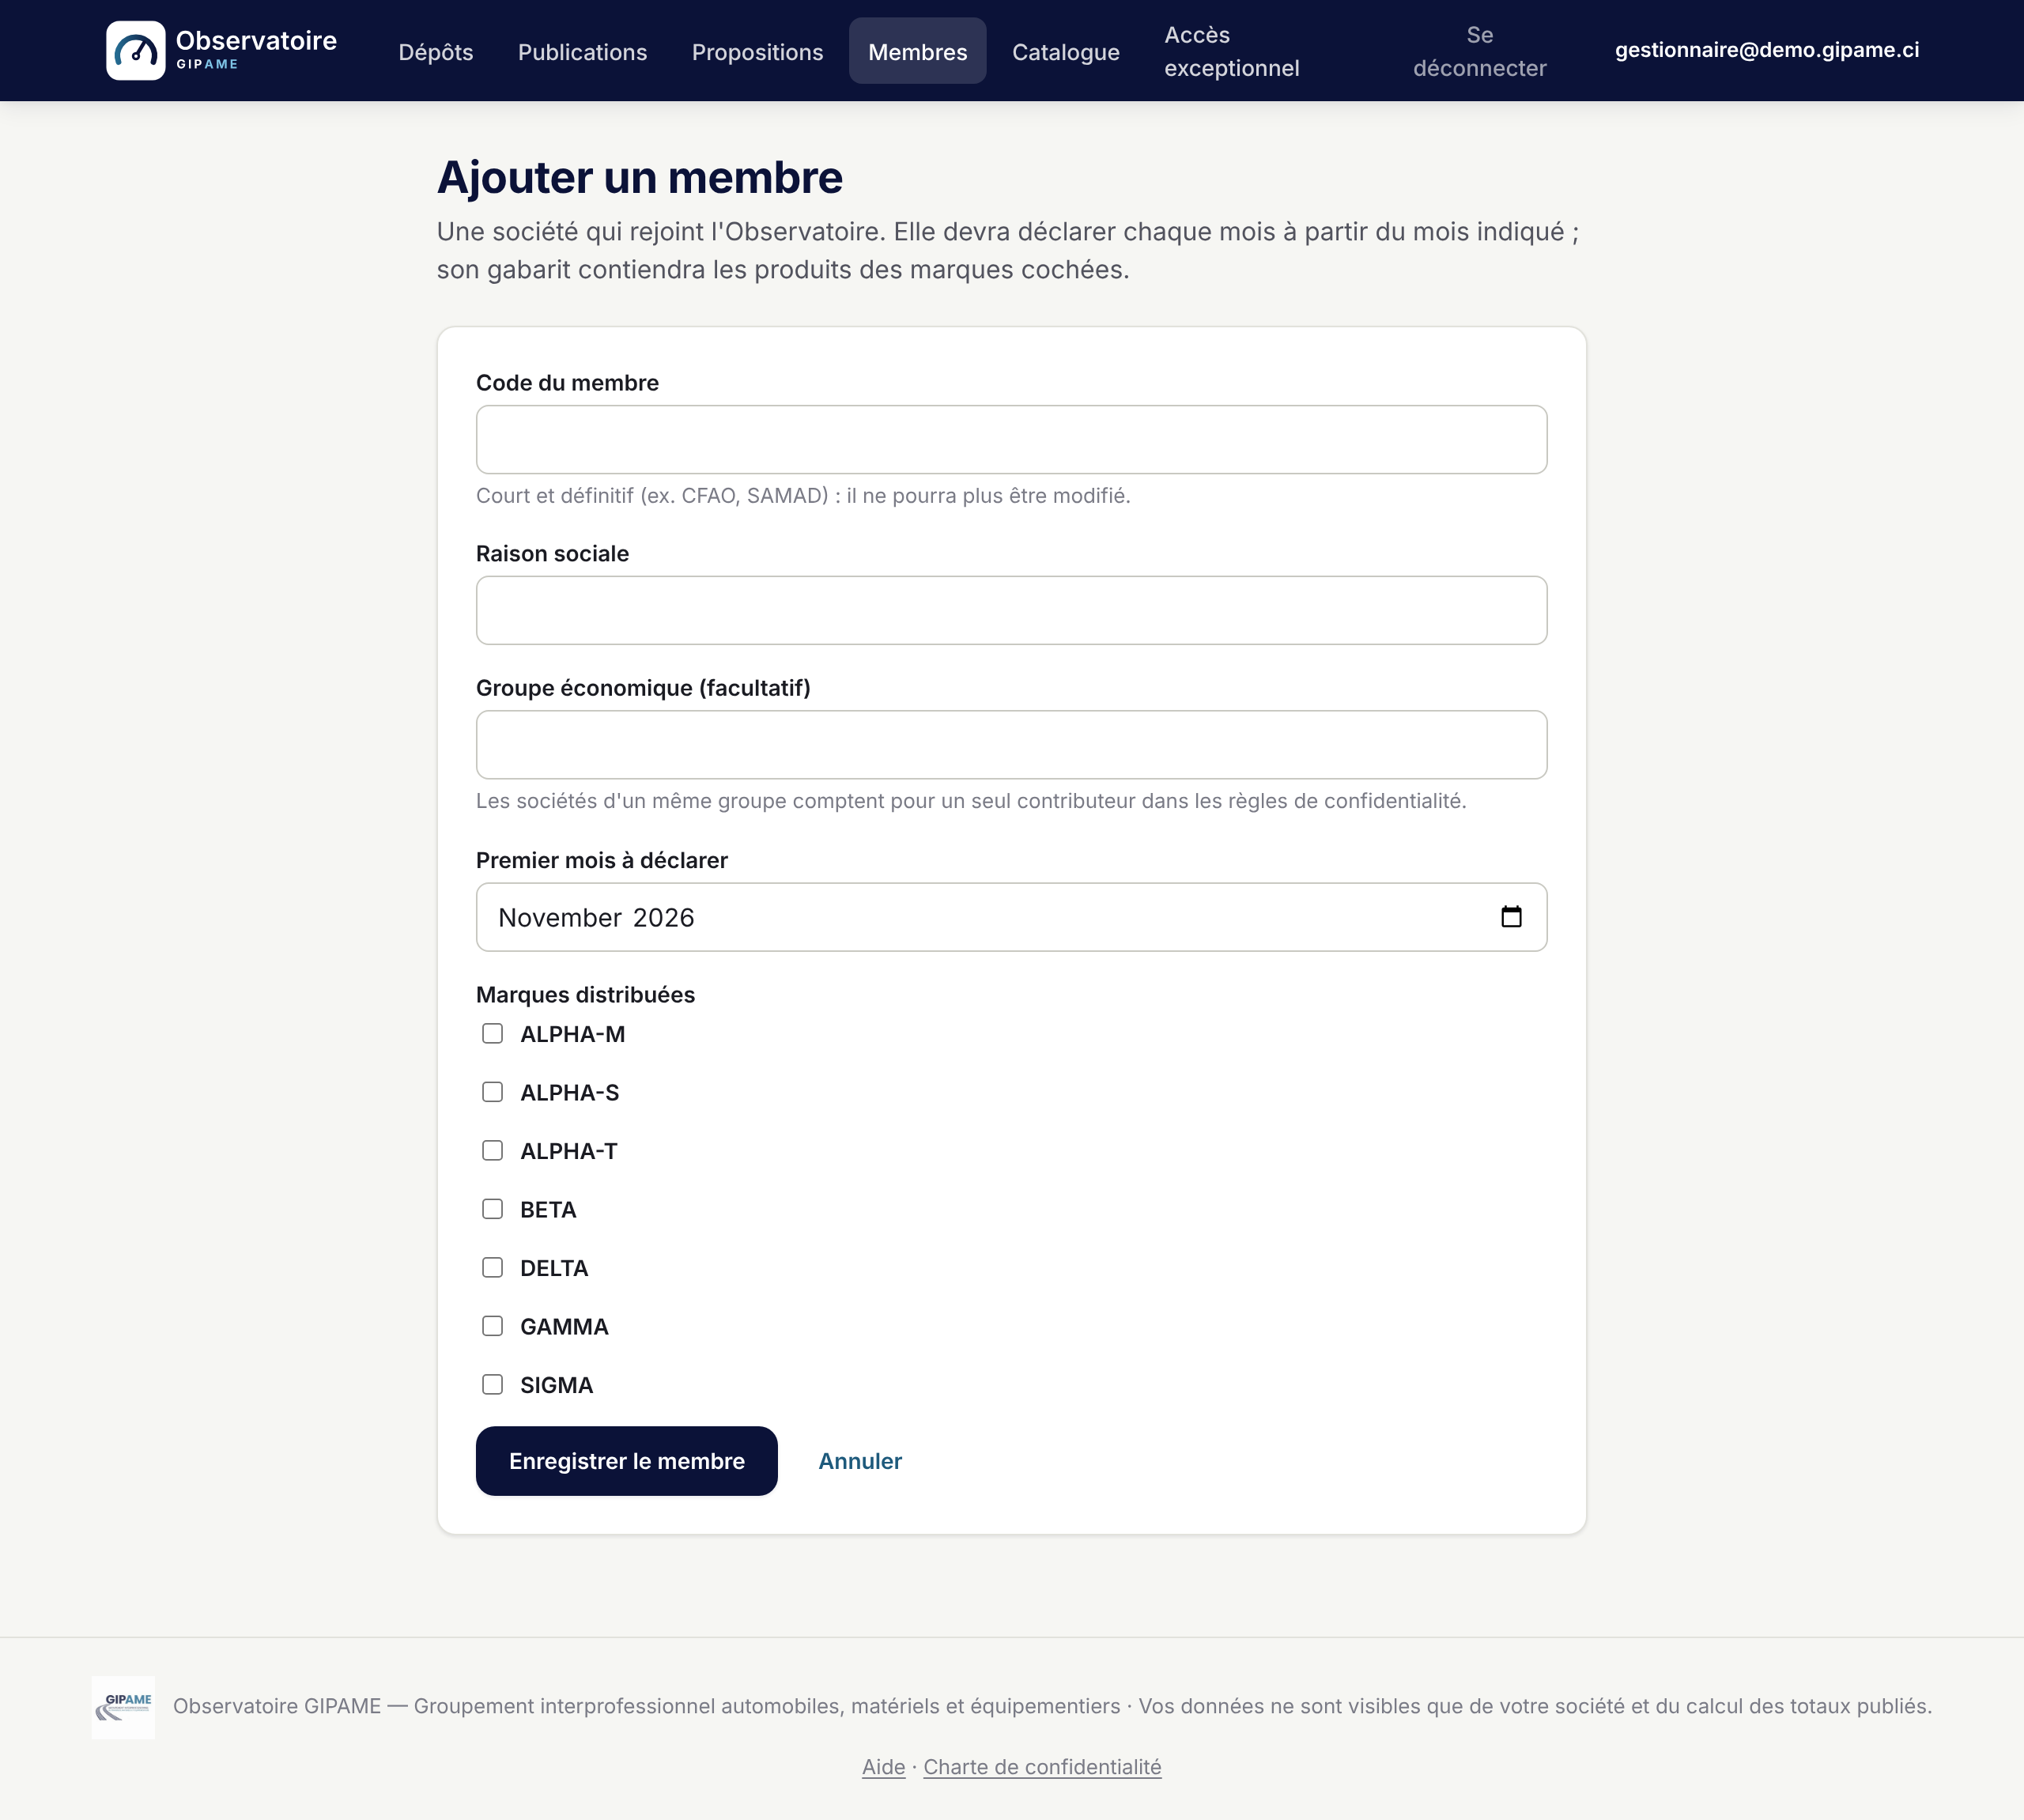 Observatoire
GIPAME
Dépôts
Publications
Propositions
Membres
Catalogue
Accès
exceptionnel
Se
déconnecter
gestionnaire@demo.gipame.ci
Ajouter un membre
Une société qui rejoint l'Observatoire. Elle devra déclarer chaque mois à partir du mois indiqué ;
son gabarit contiendra les produits des marques cochées.
Code du membre
Court et définitif (ex. CFAO, SAMAD) : il ne pourra plus être modifié.
Raison sociale
Groupe économique (facultatif)
Les sociétés d'un même groupe comptent pour un seul contributeur dans les règles de confidentialité.
Premier mois à déclarer
November 2026
Marques distribuées
ALPHA-M
ALPHA-S
ALPHA-T
BETA
DELTA
GAMMA
SIGMA
Enregistrer le membre
Annuler
GIPAME
Observatoire GIPAME — Groupement interprofessionnel automobiles, matériels et équipementiers · Vos données ne sont visibles que de votre société et du calcul des totaux publiés.
Aide · Charte de confidentialité